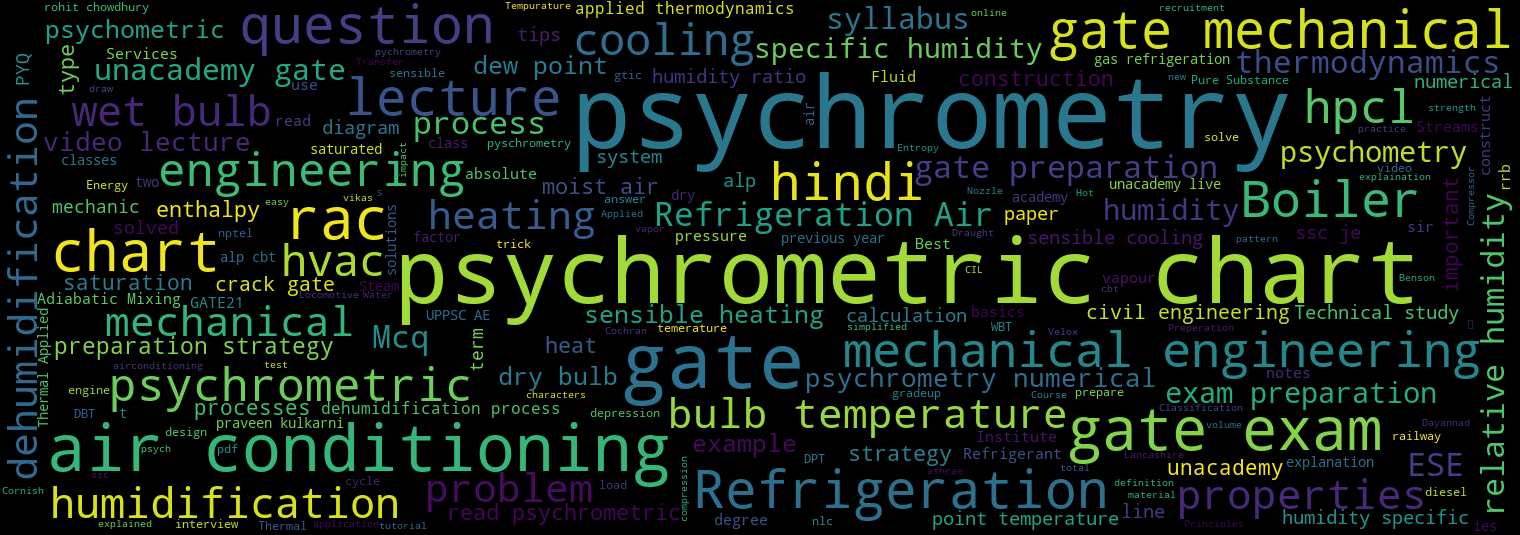 rohit chowdhury
Tempurature
applied thermodynamics
online
recruitment
psychometric
question
tips
cooling
syllabus
specific humidity
gate mechanical
type
PYQ
Services
unacademy gate
Transfer
pychrometry
sensible
dew point
gtic
humidity ratio
Fluid
construction
gas refrigeration
thermodynamics
new
Pure Substance
numerical
draw
use
lecture
psychrometry
air
hpcl
strength
wet bulb
read
diagram
process
solve
practice
Streams
construct
video lecture
saturated
class
pyschrometry
Entropy
psychometry
classes
engineering
impact
absolute
system
hindi
gate preparation
video
explaination
Energy
two
s
moist air
alp
dry
Nozzle
Hot
unacademy live
academy
Boiler
rrb
Compressor
mechanic
enthalpy
easy
vikas
rac
heating
answer
Applied
Refrigeration Air
paper
humidity
important
dehumidification
solved
nptel
solutions
factor
vapor
trick
pressure
previous year
Best
Draught
sensible cooling
pattern
ssc je
sir
chart
alp cbt
hvac
psychrometric chart
CIL
vapour
cbt
Benson
relative humidity
saturation
crack gate
Steam
Adiabatic Mixing
GATE21
Locomotive
Water
UPPSC AE
sensible heating
calculation
basics
civil engineering
Technical study
Thermal Applied
mechanical
Mcq
term
Cochran
temerature
simplified
WBT
Velox
Preperation
preparation strategy
airconditioning
test
heat
gate
mechanical engineering
notes
engine
psychrometric
dry bulb
characters
psychrometry numerical
gradeup
Course
prepare
exam preparation
DBT
t
processes
dehumidification process
depression
bulb temperature
Classification
volume
Dayannad
design
praveen kulkarni
air conditioning
psych
pdf
example
strategy
Institute
Refrigerant
gate exam
railway
Lancashire
ssc
cycle
load
compression
DPT
ashrae
total
unacademy
explanation
ESE
Cornish
humidification
problem
Refrigeration
definition
material
properties
diesel
explained
interview
Thermal
application
tutorial
read psychrometric
degree
nlc
point temperature
line
Principles
humidity specific
ies